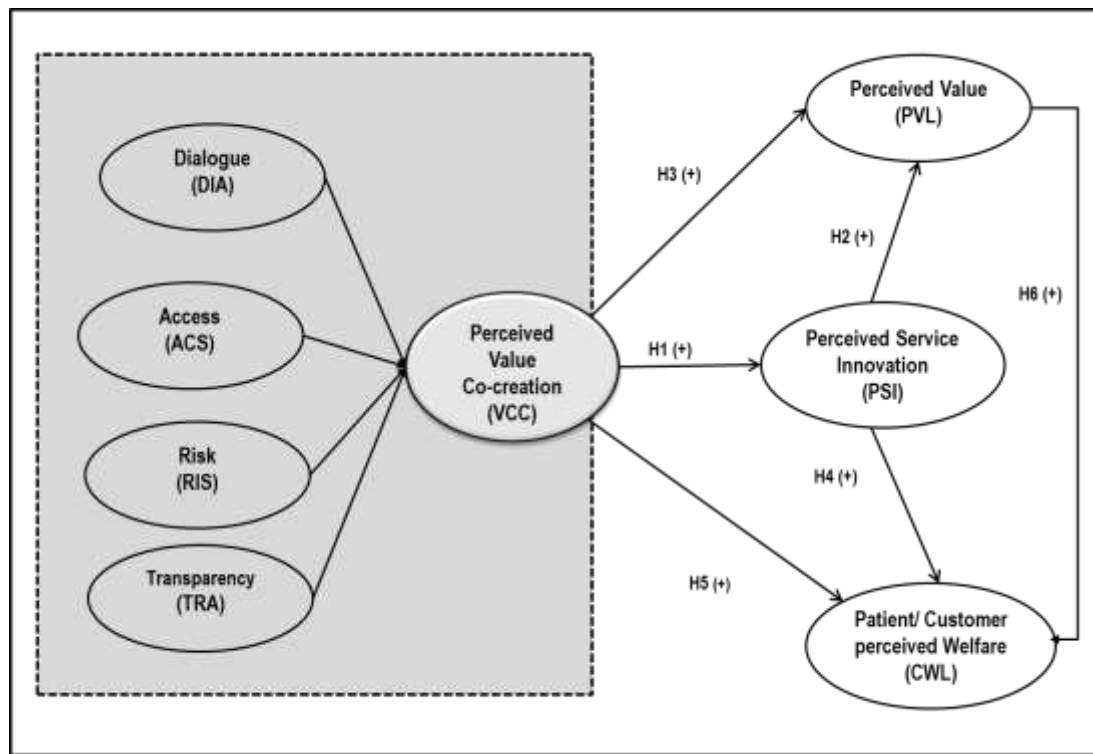 Dialogue
(DIA)
Access
(ACS)
Risk
(RIS)
Transparency
(TRA)
Perceived
Value
Co-creation
(VCC)
H3 (+)
H1 (+)
H5 (+)
Perceived Value
(PVL)
H2 (+)
H6 (+)
Perceived Service
Innovation
(PSI)
H4 (+)
Patient/ Customer
perceived Welfare
(CWL)